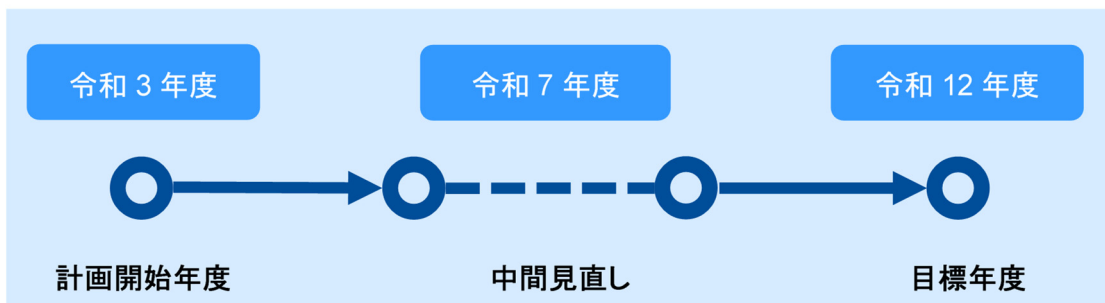 令和 3 年度
令和 7 年度
令和 12 年度
計画開始年度
中間見直し
目標年度